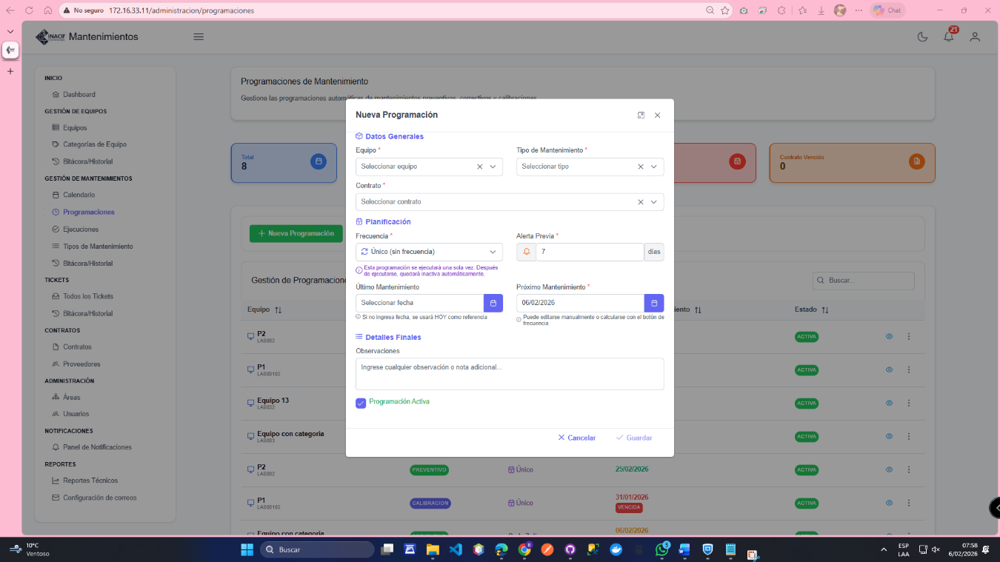 No seguro
172.16.33.11/administracion/programaciones
Chat
INACIF Mantenimientos
21
INICIO
Dashboard
GESTIÓN DE EQUIPOS
Equipos
Categorías de Equipo
Bitácora/Historial
GESTIÓN DE MANTENIMIENTOS
Calendario
Programaciones
Ejecuciones
Tipos de Mantenimiento
Bitácora/Historial
TICKETS
Todos los Tickets
Bitácora/Historial
CONTRATOS
Contratos
Proveedores
ADMINISTRACIÓN
Áreas
Usuarios
NOTIFICACIONES
Panel de Notificaciones
REPORTES
Reportes Técnicos
Configuración de correos
Programaciones de Mantenimiento
Gestione las programaciones automáticas de mantenimientos preventivos, correctivos y calibraciones
Total
8
Contrato Vencido
0
Nueva Programación
Gestión de Programacione
Buscar...
Equipo
iento
Estado
P2
LAB002
ACTIVA
P1
LAB00102
ACTIVA
Equipo 13
LAB032
ACTIVA
Equipo con categoria
LAB003
ACTIVA
P2
LAB002
PREVENTIVO
Único
25/02/2026
ACTIVA
P1
LAB00102
CALIBRACION
Único
31/01/2026
VENCIDA
ACTIVA
Equipo con categoria
06/02/2026
Nueva Programación
Datos Generales
Equipo *
Tipo de Mantenimiento *
Seleccionar equipo
Seleccionar tipo
Contrato *
Seleccionar contrato
Planificación
Frecuencia *
Alerta Previa *
Único (sin frecuencia)
7
días
Esta programación se ejecutará una sola vez. Después
de ejecutarse, quedará inactiva automáticamente.
Último Mantenimiento
Próximo Mantenimiento *
Seleccionar fecha
06/02/2026
Si no ingresa fecha, se usará HOY como referencia
Puede editarse manualmente o calcularse con el botón de
frecuencia
Detalles Finales
Observaciones
Ingrese cualquier observación o nota adicional...
Programación Activa
Cancelar
Guardar
10°C
Ventoso
Buscar
8
5
ESP
LAA
07:58
6/02/2026